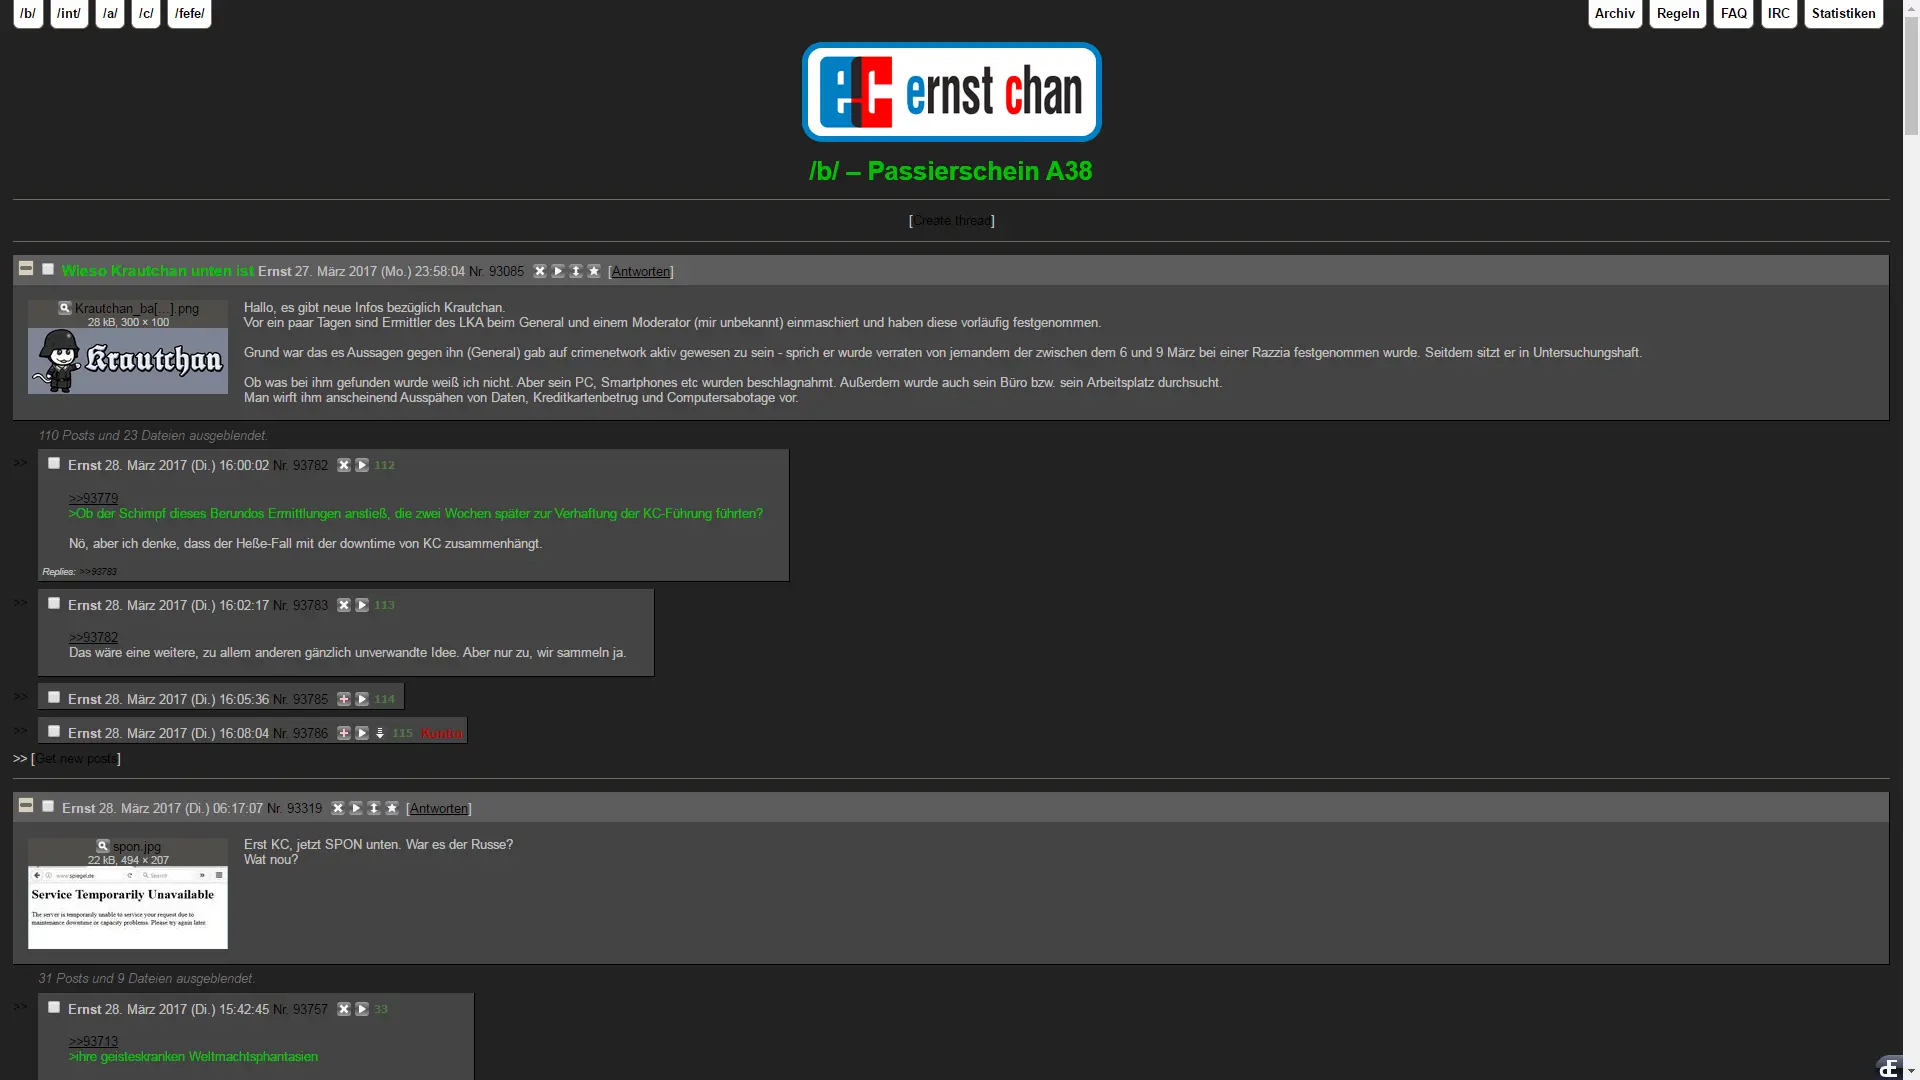 /b/ /int/ /a/ /c/ /fefe/ Archiv Regeln FAQ IRC Statistiken
ernst chan
/b/ – Passierschein A38
[Create thread]
Wieso Krautchan unten ist Ernst 27. März 2017 (Mo.) 23:58:04 Nr. 93085 [Antworten]
Krautchan_ba[...].png
28 kB, 300 × 100
Krautchan
Hallo, es gibt neue Infos bezüglich Krautchan.
Vor ein paar Tagen sind Ermittler des LKA beim General und einem Moderator (mir unbekannt) einmaschiert und haben diese vorläufig festgenommen.
Grund war das es Aussagen gegen ihn (General) gab auf crimenetwork aktiv gewesen zu sein - sprich er wurde verraten von jemandem der zwischen dem 6 und 9 März bei einer Razzia festgenommen wurde. Seitdem sitzt er in Untersuchungshaft.
Ob was bei ihm gefunden wurde weiß ich nicht. Aber sein PC, Smartphones etc wurden beschlagnahmt. Außerdem wurde auch sein Büro bzw. sein Arbeitsplatz durchsucht.
Man wirft ihm anscheinend Ausspähen von Daten, Kreditkartenbetrug und Computersabotage vor.
110 Posts und 23 Dateien ausgeblendet.
>> Ernst 28. März 2017 (Di.) 16:00:02 Nr. 93782 112
>>93779
>Ob der Schimpf dieses Berundos Ermittlungen anstieß, die zwei Wochen später zur Verhaftung der KC-Führung führten?
Nö, aber ich denke, dass der Heße-Fall mit der downtime von KC zusammenhängt.
Replies: >>93783
>> Ernst 28. März 2017 (Di.) 16:02:17 Nr. 93783 113
>>93782
Das wäre eine weitere, zu allem anderen gänzlich unverwandte Idee. Aber nur zu, wir sammeln ja.
>> Ernst 28. März 2017 (Di.) 16:05:36 Nr. 93785 114
>> Ernst 28. März 2017 (Di.) 16:08:04 Nr. 93786 115 Kontra
>> [Get new posts]
Ernst 28. März 2017 (Di.) 06:17:07 Nr. 93319 [Antworten]
spon.jpg
22 kB, 494 × 207
www.spiegel.de Search
Service Temporarily Unavailable
The server is temporarily unable to service your request due to
maintenance downtime or capacity problems. Please try again later.
Erst KC, jetzt SPON unten. War es der Russe?
Wat nou?
31 Posts und 9 Dateien ausgeblendet.
>> Ernst 28. März 2017 (Di.) 15:42:45 Nr. 93757 33
>>93713
>ihre geisteskranken Weltmachtsphantasien